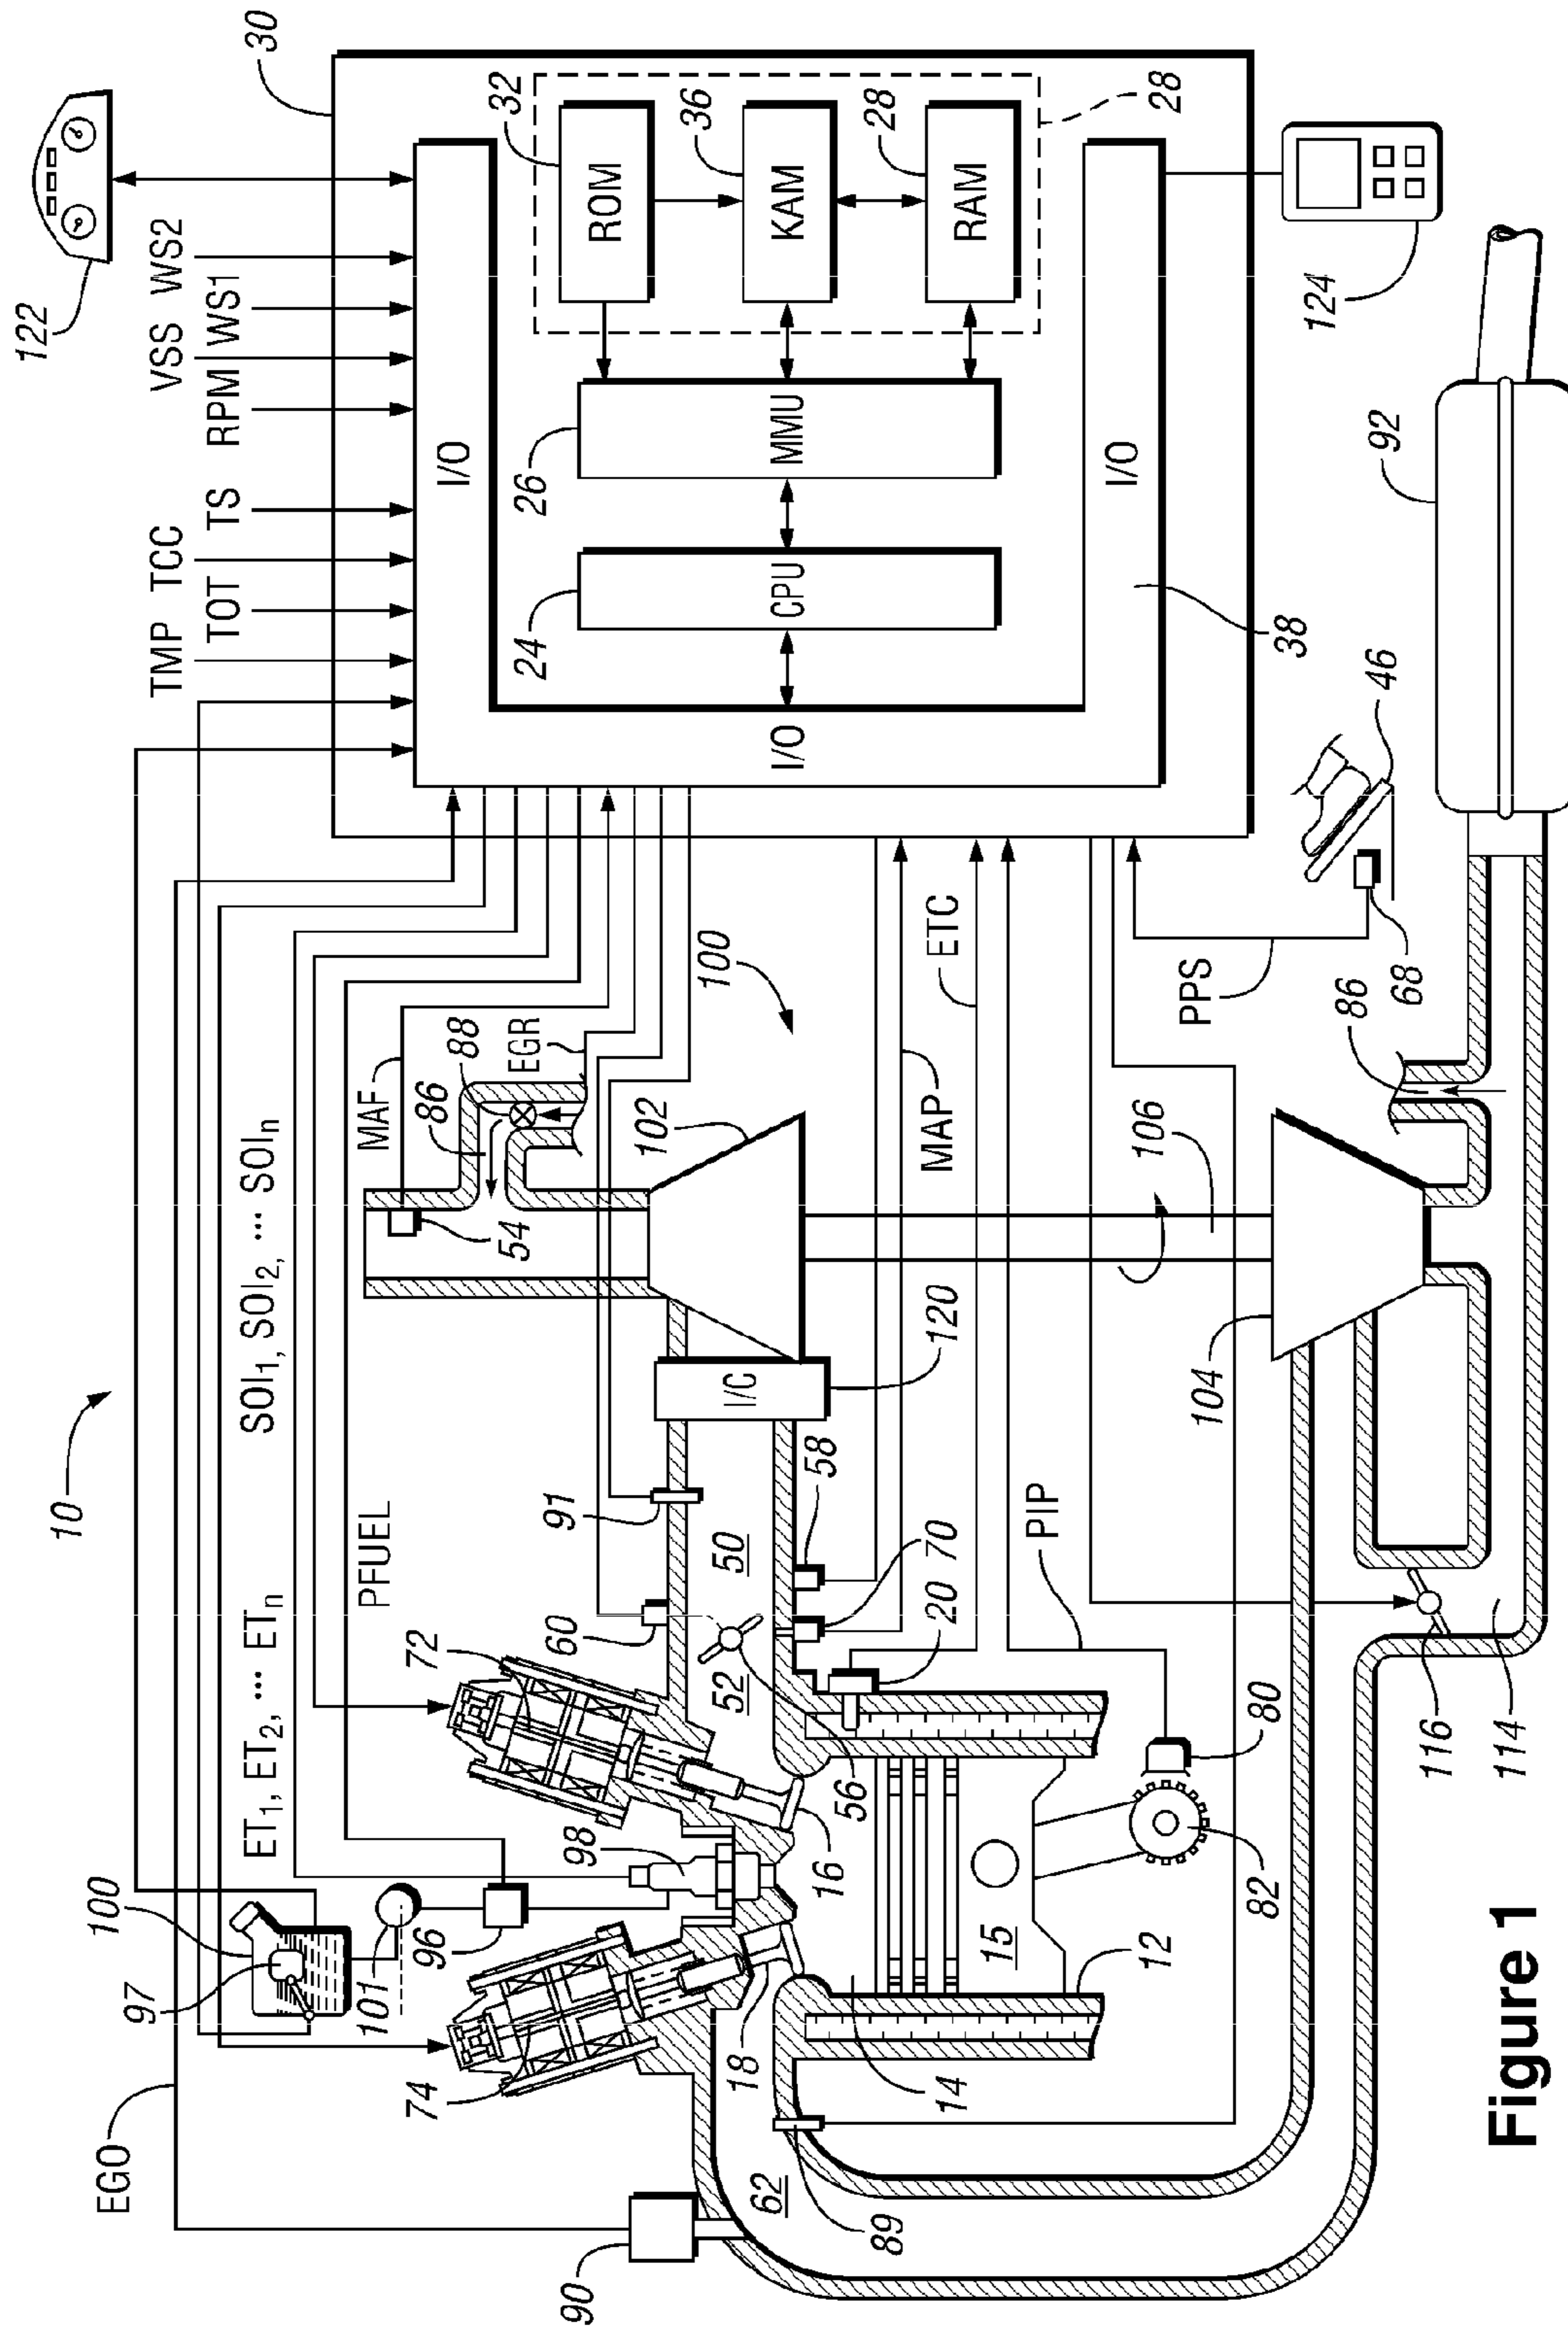 10
122
VSS WS2
RPM WS1
TMP TCC
TOT TS
30
EGO
100
97
101
96
ET1, ET2, ... ETn
SOI1, SOI2, ... SOIn
PFUEL
MAF
86
88
EGR
54
102
100
I/O
I/O
I/O
CPU
24
MMU
26
ROM
32
KAM
36
RAM
28
28
38
124
90
74
98
72
60
91
I/C
120
62
18
16
52
56
50
58
70
20
89
14
15
12
82
80
PIP
MAP
ETC
PPS
68
46
86
106
104
116
114
92
Figure 1